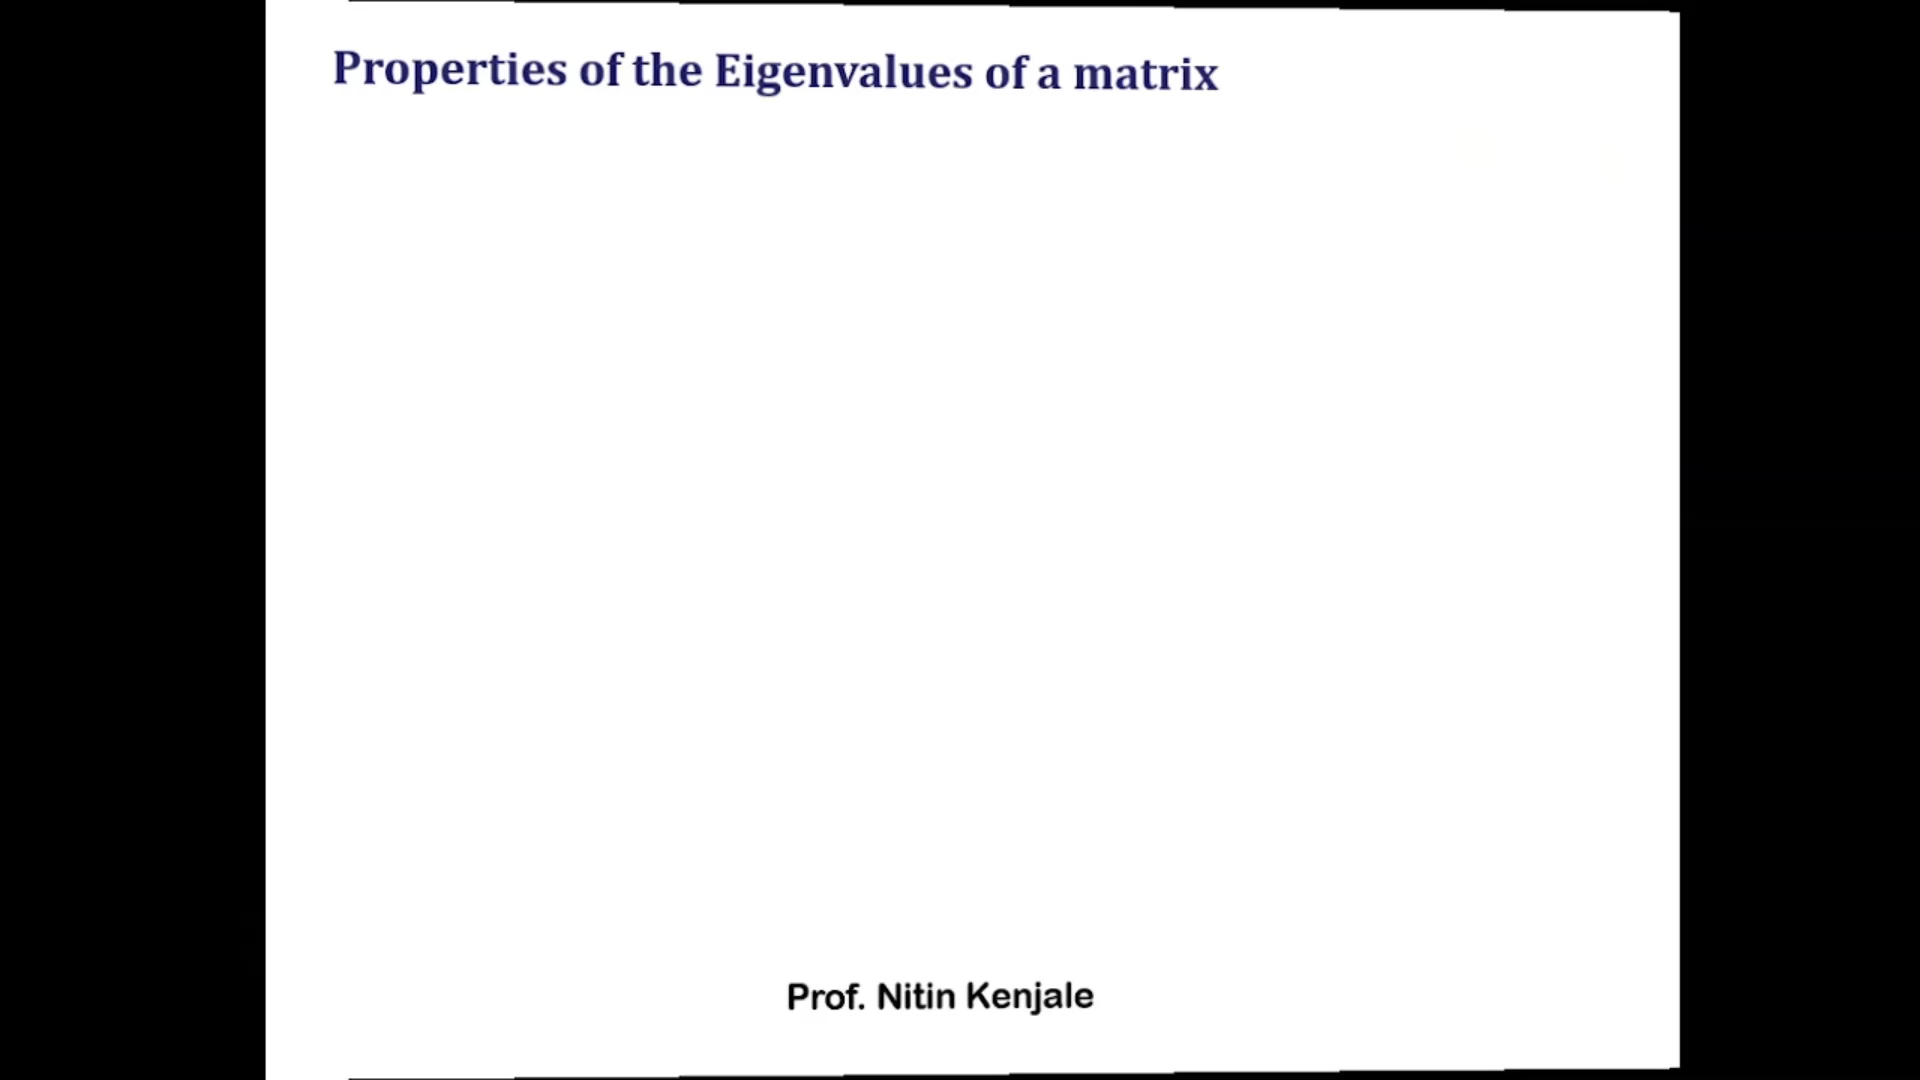 Properties of the Eigenvalues of a matrix
Prof. Nitin Kenjale